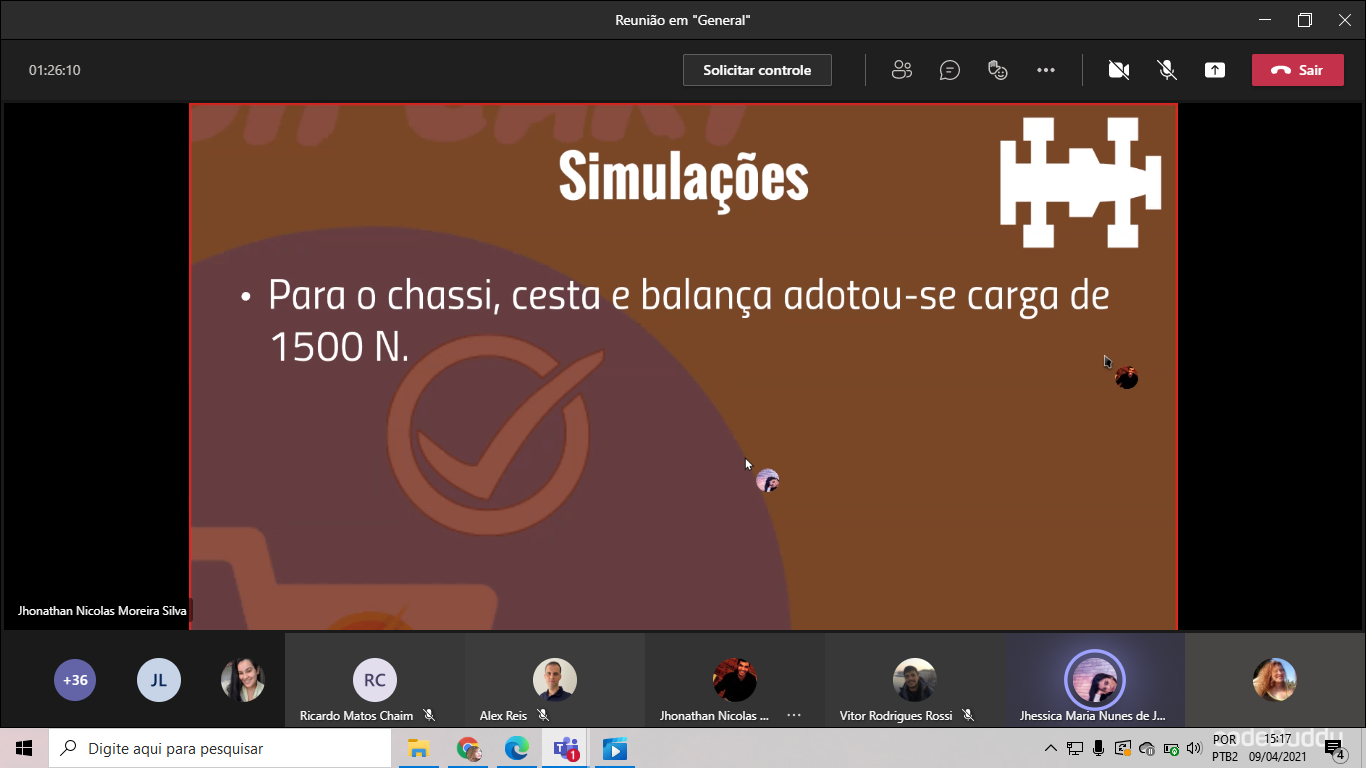 Reunião em "General"
01:26:10
Solicitar controle
Sair
Simulações
• Para o chassi, cesta e balança adotou-se carga de
1500 N.
Jhonathan Nicolas Moreira Silva
+36
JL
RC
Ricardo Matos Chaim
Alex Reis
Jhonathan Nicolas ...
Vitor Rodrigues Rossi
Jhessica Maria Nunes de J...
Digite aqui para pesquisar
1
POR
PTB2
15:17
09/04/2021
4